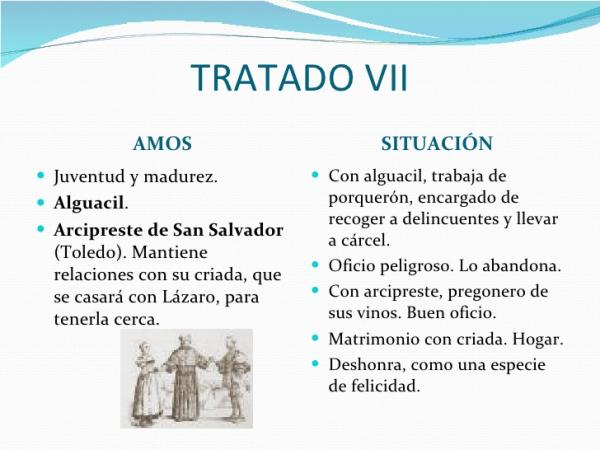 TRATADO VII
AMOS
Juventud y madurez.
Alguacil.
Arcipreste de San Salvador
(Toledo). Mantiene
relaciones con su criada, que
se casará con Lázaro, para
tenerla cerca.
SITUACIÓN
Con alguacil, trabaja de
porquerón, encargado de
recoger a delincuentes y llevar
a cárcel.
Oficio peligroso. Lo abandona.
Con arcipreste, pregonero de
sus vinos. Buen oficio.
Matrimonio con criada. Hogar.
Deshonra, como una especie
de felicidad.